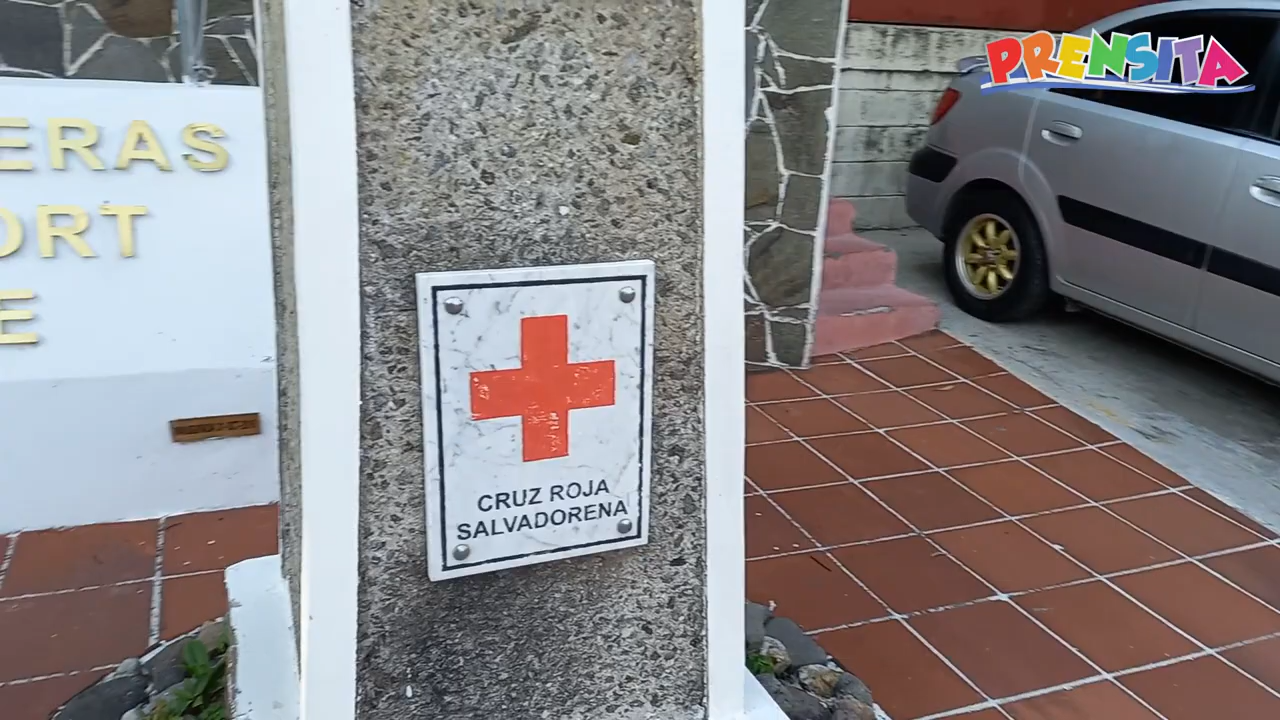 PRENSITA
ERAS
ORT
E
CRUZ ROJA
SALVADORENA